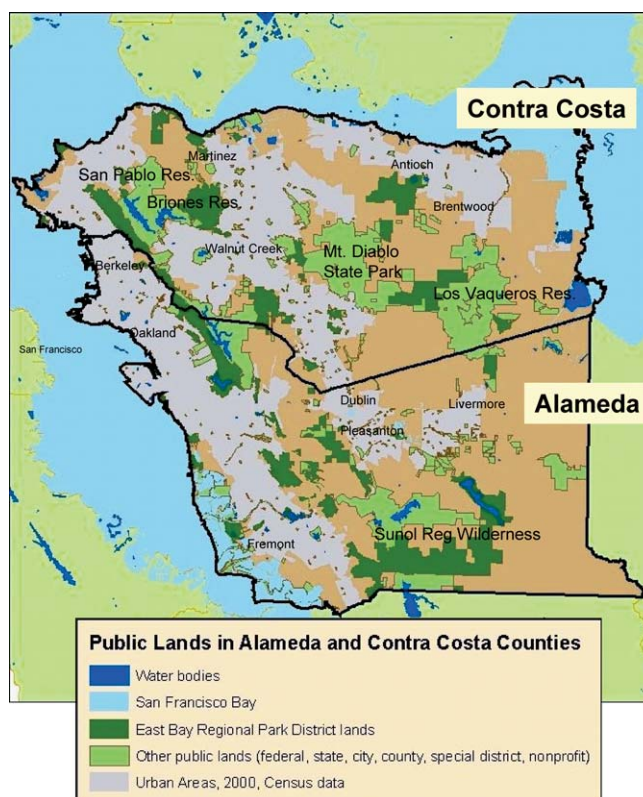 Contra Costa
Martinez
Antioch
San Pablo Res.
Briones Res.
Brentwood
Walnut Creek
Mt. Diablo
State Park
Berkeley
Los Vaqueros Res.
Oakland
San Francisco
Dublin
Livermore
Alameda
Pleasanton
Sunol Reg Wilderness
Fremont
Public Lands in Alameda and Contra Costa Counties
Water bodies
San Francisco Bay
East Bay Regional Park District lands
Other public lands (federal, state, city, county, special district, nonprofit)
Urban Areas, 2000, Census data